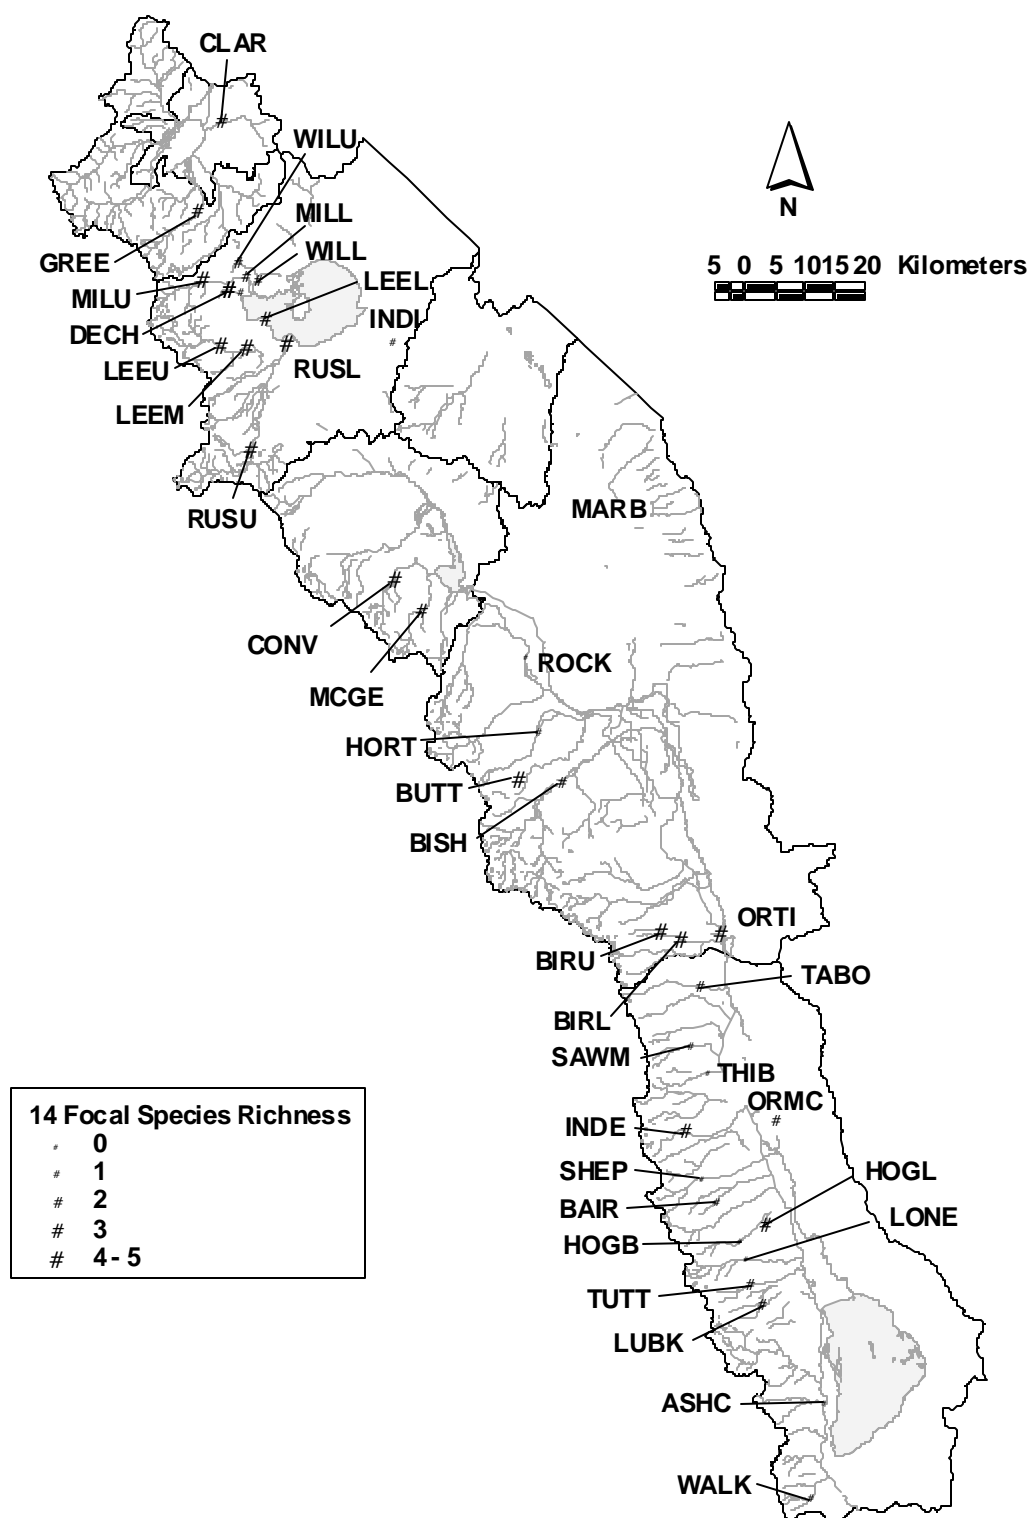 CLAR
WILU
MILL
N
WILL
GREE
5 0 5 10 15 20 Kilometers
MILU
LEEL
INDI
DECH
LEEU
RUSL
LEEM
MARB
RUSU
CONV
ROCK
MCGE
HORT
BUTT
BISH
ORTI
BIRU
TABO
BIRL
SAWM
THIB
ORMC
14 Focal Species Richness
# 0
# 1
# 2
# 3
# 4 - 5
INDE
SHEP
HOGL
BAIR
LONE
HOGB
TUTT
LUBK
ASHC
WALK